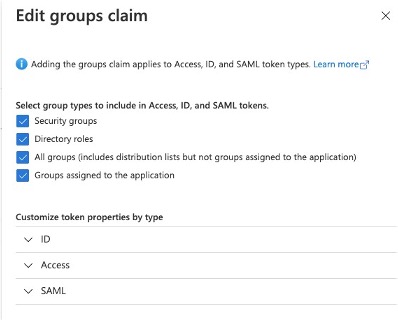 Edit groups claim
Adding the groups claim applies to Access, ID, and SAML token types. Learn more
Select group types to include in Access, ID, and SAML tokens.
Security groups
Directory roles
All groups (includes distribution lists but not groups assigned to the application)
Groups assigned to the application
Customize token properties by type
ID
Access
SAML